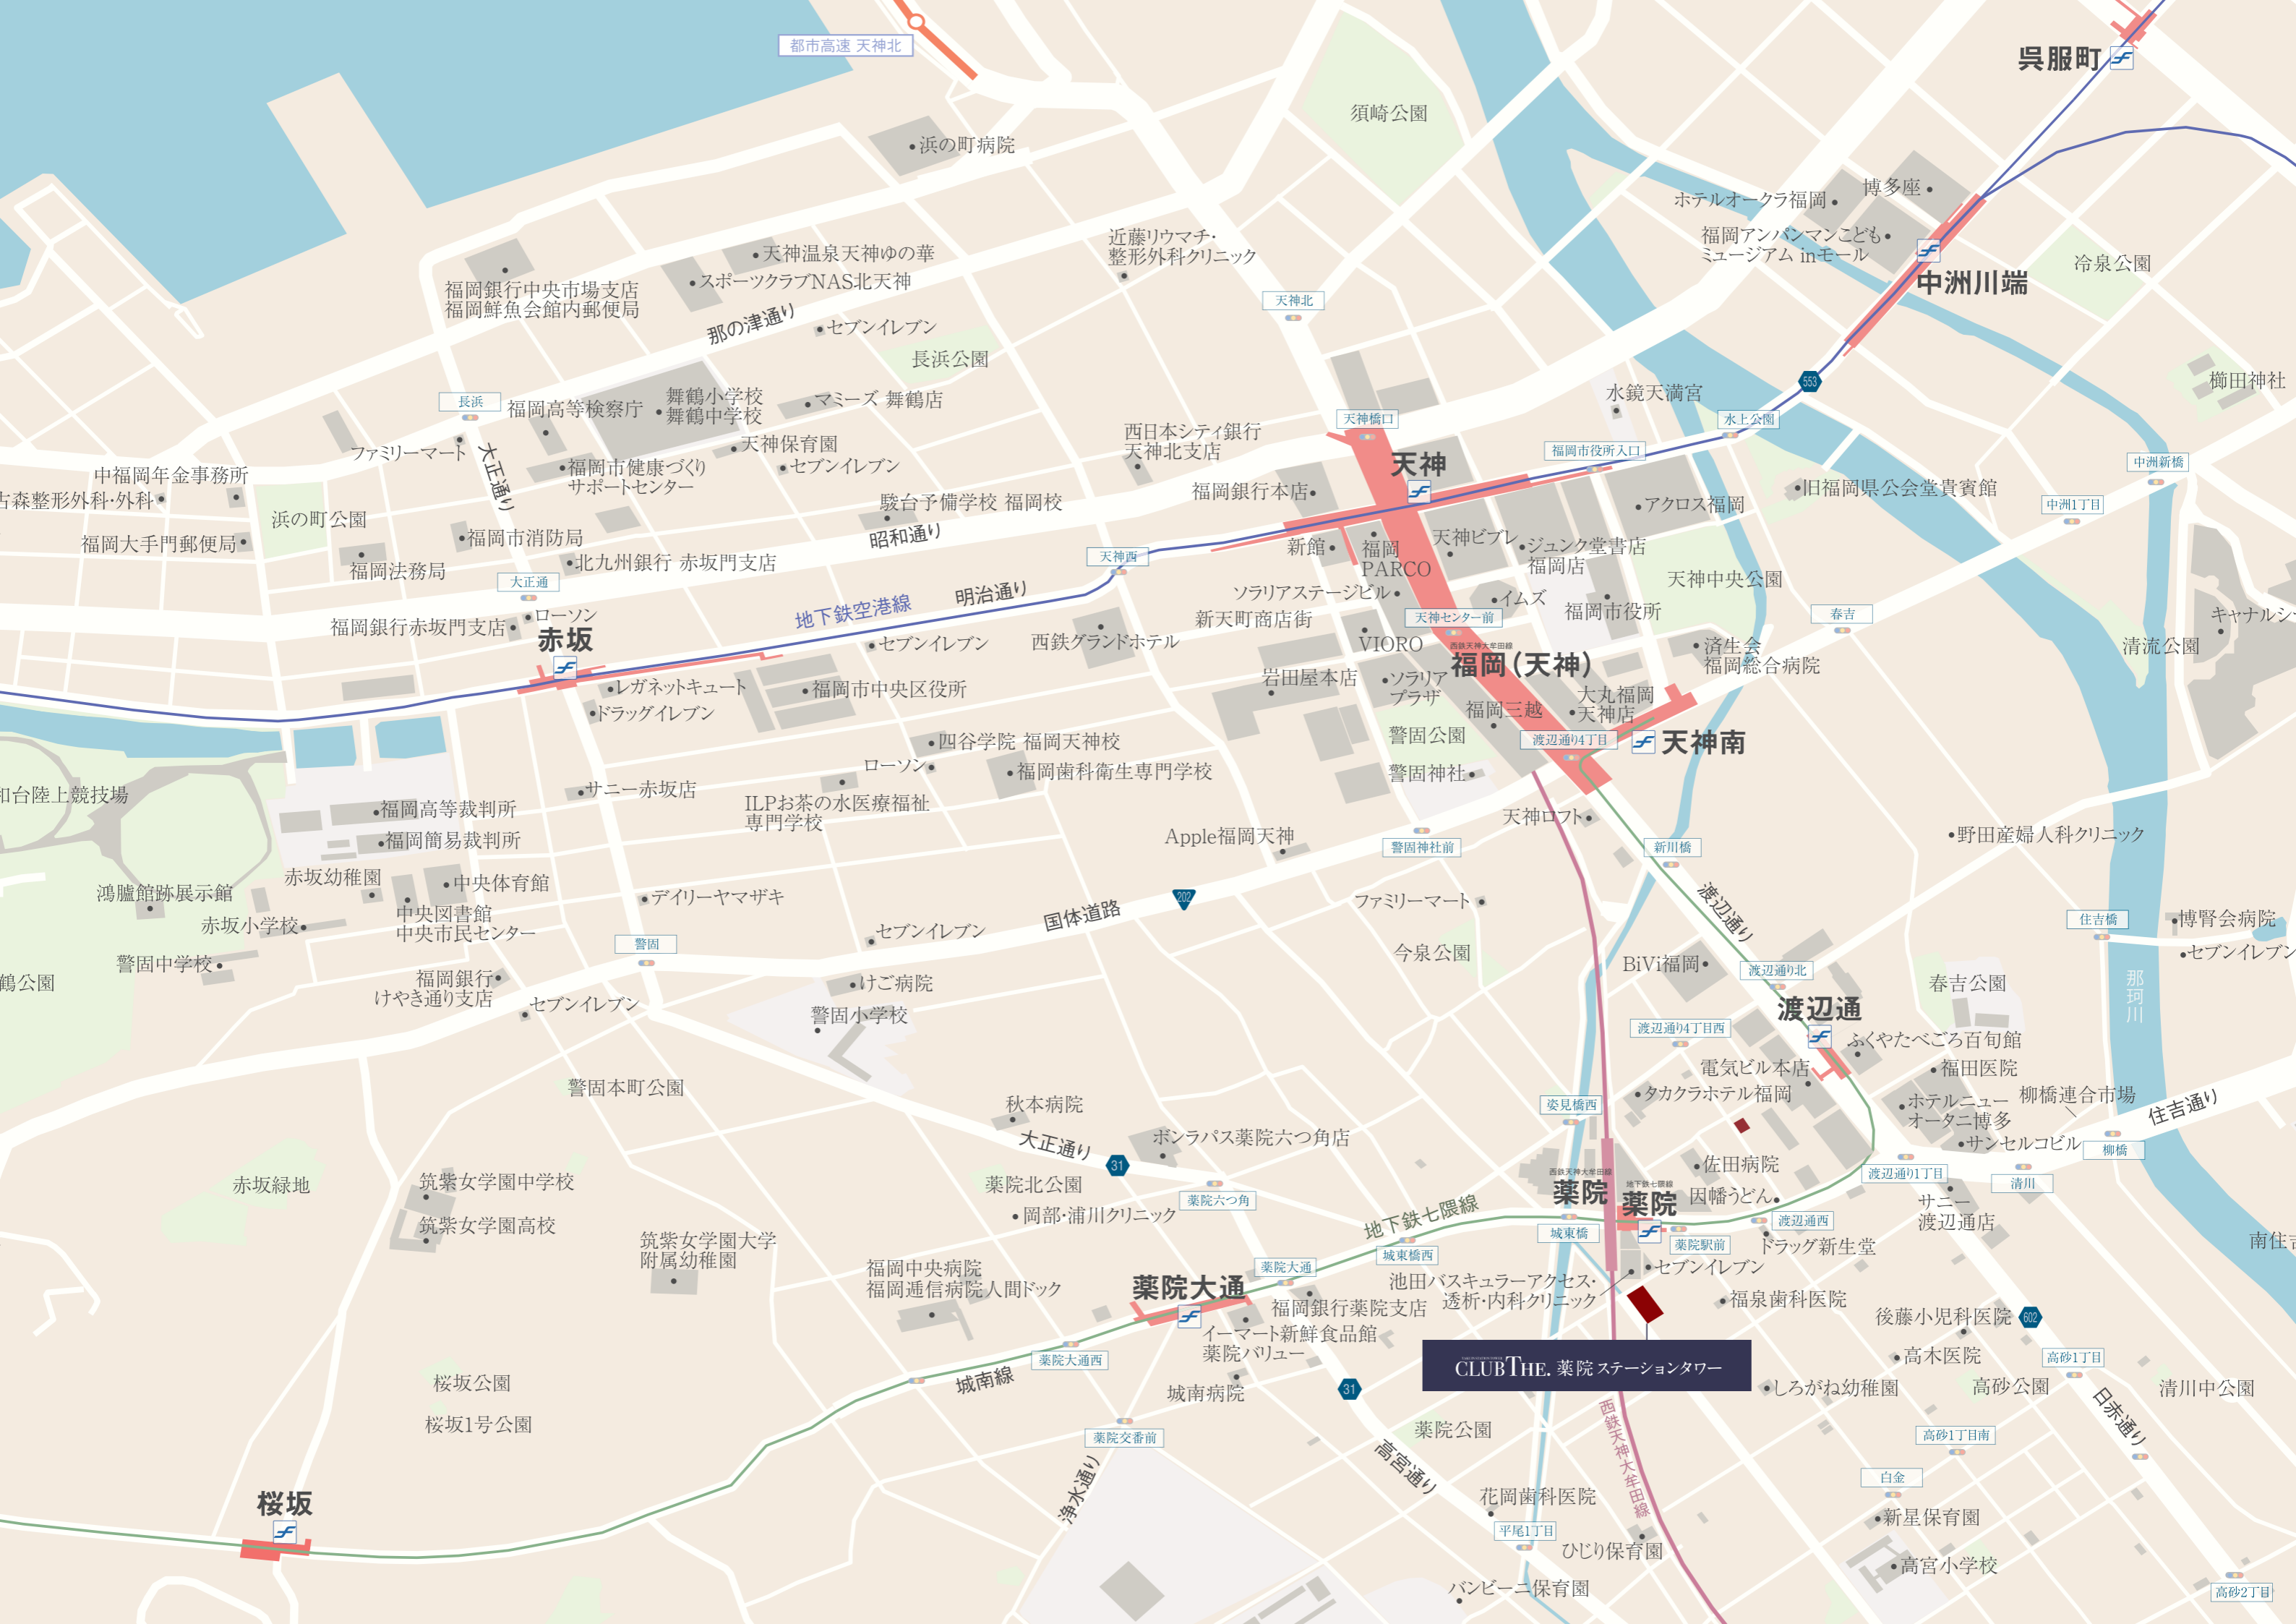 都市高速 天神北
呉服町
須崎公園
浜の町病院
博多座
ホテルオークラ福岡
福岡アンパンマンこども
ミュージアム inモール
中洲川端
冷泉公園
近藤リウマチ・
整形外科クリニック
天神温泉天神ゆの華
スポーツクラブNAS北天神
福岡銀行中央市場支店
福岡鮮魚会館内郵便局
那の津通り
セブンイレブン
天神北
長浜公園
553
櫛田神社
長浜
福岡高等検察庁
舞鶴小学校
舞鶴中学校
マミーズ 舞鶴店
水鏡天満宮
水上公園
天神橋口
西日本シティ銀行
天神北支店
ファミリーマート
大正通り
天神保育園
セブンイレブン
福岡市健康づくり
サポートセンター
天神
福岡市役所入口
中洲新橋
中福岡年金事務所
古森整形外科・外科
福岡銀行本店
旧福岡県公会堂貴賓館
中洲1丁目
アクロス福岡
浜の町公園
駿台予備学校 福岡校
昭和通り
福岡大手門郵便局
福岡市消防局
福岡法務局
北九州銀行 赤坂門支店
天神西
新館
福岡
PARCO
天神ビブレ
ジュンク堂書店
福岡店
天神中央公園
大正通
地下鉄空港線
明治通り
ソラリアステージビル
イムズ
福岡市役所
ローソン
福岡銀行赤坂門支店
赤坂
新天町商店街
天神センター前
春吉
キャナルシ
西鉄グランドホテル
セブンイレブン
VIORO
西鉄天神大牟田線
福岡(天神)
済生会
福岡総合病院
清流公園
レガネットキュート
ドラッグイレブン
福岡市中央区役所
岩田屋本店
ソラリア
プラザ
福岡三越
大丸福岡
天神店
警固公園
渡辺通り4丁目
天神南
四谷学院 福岡天神校
ローソン
福岡歯科衛生専門学校
警固神社
和台陸上競技場
サニー赤坂店
ILPお茶の水医療福祉
専門学校
福岡高等裁判所
福岡簡易裁判所
天神ロフト
Apple福岡天神
警固神社前
新川橋
野田産婦人科クリニック
赤坂幼稚園
中央体育館
鴻臚館跡展示館
中央図書館
中央市民センター
赤坂小学校
デイリーヤマザキ
国体道路
202
ファミリーマート
渡辺通り
住吉橋
博腎会病院
セブンイレブン
警固
セブンイレブン
警固中学校
鶴公園
福岡銀行
けやき通り支店
セブンイレブン
けご病院
警固小学校
今泉公園
BiVi福岡
渡辺通り北
春吉公園
那珂川
渡辺通
渡辺通り4丁目西
ふくやたべごろ百旬館
電気ビル本店
福田医院
警固本町公園
秋本病院
姿見橋西
タカクラホテル福岡
ホテルニュー
オータニ博多
柳橋連合市場
住吉通り
サンセルコビル
柳橋
大正通り
31
ボンラパス薬院六つ角店
佐田病院
渡辺通り1丁目
清川
赤坂緑地
筑紫女学園中学校
筑紫女学園高校
薬院北公園
薬院六つ角
岡部・浦川クリニック
西鉄天神大牟田線
薬院
地下鉄七隈線
薬院
因幡うどん
サニー
渡辺通店
地下鉄七隈線
城東橋
薬院駅前
渡辺通西
ドラッグ新生堂
南住吉
筑紫女学園大学
附属幼稚園
城東橋西
薬院大通
セブンイレブン
福岡中央病院
福岡逓信病院人間ドック
薬院大通
池田バスキュラーアクセス・
透析・内科クリニック
福泉歯科医院
後藤小児科医院
602
福岡銀行薬院支店
イーマート新鮮食品館
薬院バリュー
薬院大通西
CLUB THE. 薬院 ステーションタワー
高木医院
高砂1丁目
桜坂公園
城南線
城南病院
31
しろがね幼稚園
高砂公園
日赤通り
清川中公園
桜坂1号公園
薬院交番前
薬院公園
西鉄天神大牟田線
高砂1丁目南
浄水通り
高宮通り
白金
桜坂
花岡歯科医院
平尾1丁目
ひじり保育園
新星保育園
高宮小学校
バンビーニ保育園
高砂2丁目